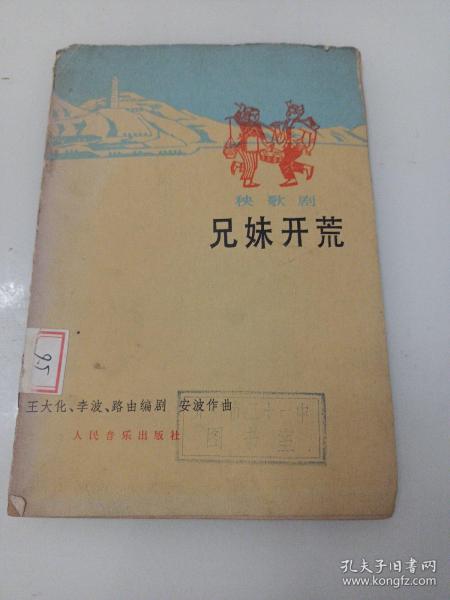 秧歌剧
兄妹开荒
95
王大化、李波、路由编剧 安波作曲
人民音乐出版社
图书室
孔夫子旧书网
www.kongfz.com